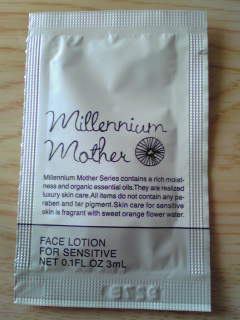 Millennium
Mother
Millennium Mother Series contains a rich moist-
ness and organic essential oils.They are realized
luxury skin care.All items do not contain any pa-
raben and tar pigment.Skin care for sensitive
skin is fragrant with sweet orange flower water.
FACE LOTION
FOR SENSITIVE
NET 0.1FL.OZ 3mL